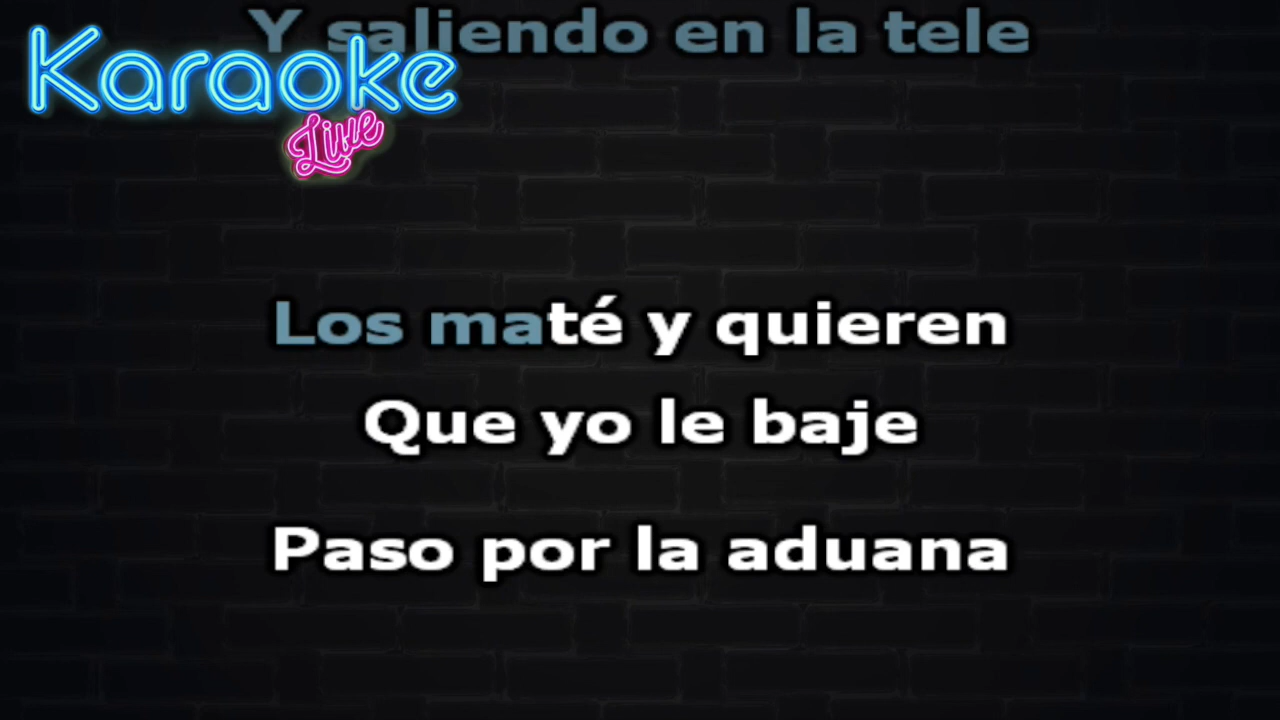 Y saliendo en la tele
Karaoke
Live
Los maté y quieren
Que yo le baje
Paso por la aduana